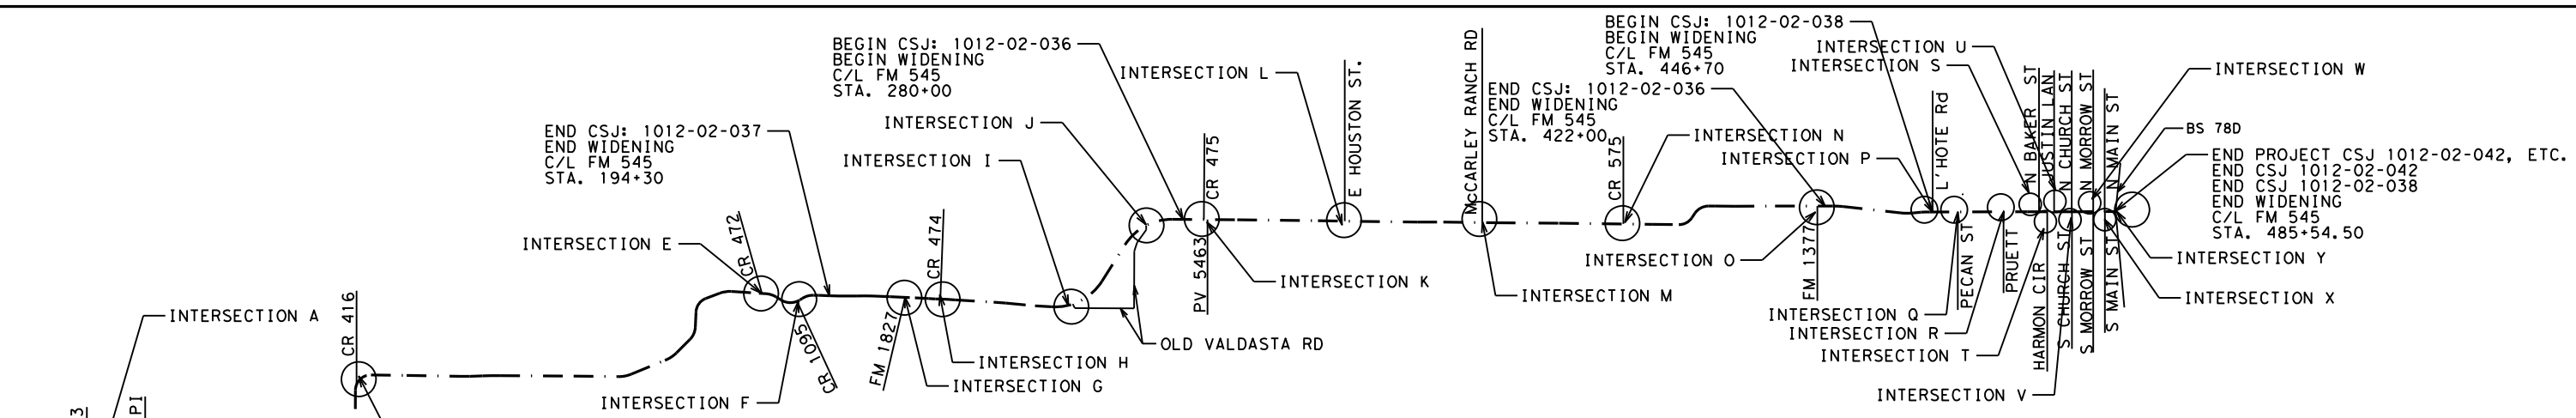 BEGIN CSJ: 1012-02-038
BEGIN WIDENING
C/L FM 545
STA. 446+70
BEGIN CSJ: 1012-02-036
BEGIN WIDENING
C/L FM 545
STA. 280+00
INTERSECTION L
McCARLEY RANCH RD
E HOUSTON ST.
INTERSECTION U
INTERSECTION S
INTERSECTION W
END CSJ: 1012-02-036
END WIDENING
C/L FM 545
STA. 422+00
END CSJ: 1012-02-037
END WIDENING
C/L FM 545
STA. 194+30
INTERSECTION J
INTERSECTION I
CR 475
CR 575
INTERSECTION N
INTERSECTION P
L'HOTE Rd
N BAKER ST
JUSTIN LAN
N CHURCH ST
N MORROW ST
N MAIN ST
BS 78D
END PROJECT CSJ 1012-02-042, ETC.
END CSJ 1012-02-042
END CSJ 1012-02-038
END WIDENING
C/L FM 545
STA. 485+54.50
INTERSECTION E
CR 472
CR 474
PV 5463
INTERSECTION K
INTERSECTION M
INTERSECTION O
FM 1377
PECAN ST
PRUETT
HARMON CIR
S CHURCH ST
S MORROW ST
S MAIN ST
INTERSECTION Y
INTERSECTION X
INTERSECTION A
CR 416
CR 1095
FM 1827
OLD VALDASTA RD
INTERSECTION Q
INTERSECTION R
INTERSECTION T
INTERSECTION H
INTERSECTION G
INTERSECTION F
INTERSECTION V
3
PI